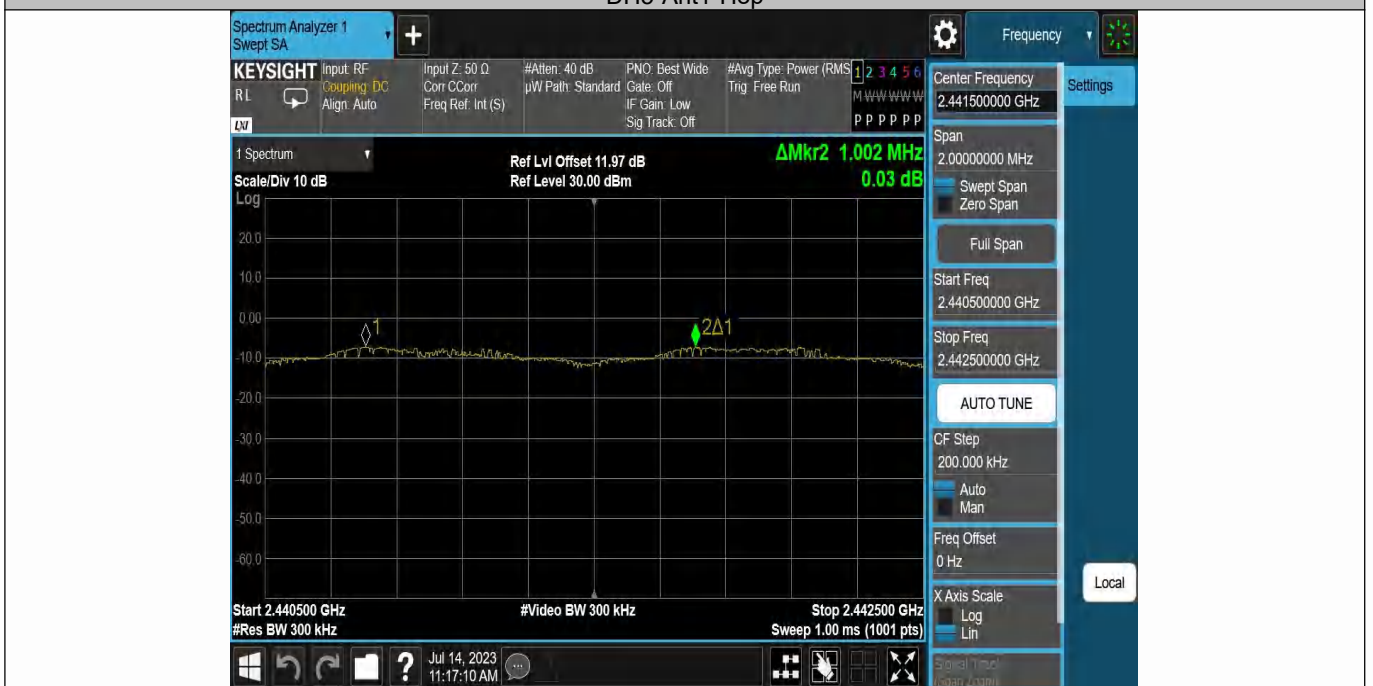 Spectrum Analyzer 1
Swept SA
+
Frequency
KEYSIGHT
RL
LXI
Input: RF
Coupling: DC
Align: Auto
Input Z: 50 Ω
Corr CCorr
Freq Ref: Int (S)
#Atten: 40 dB
µW Path: Standard
PNO: Best Wide
Gate: Off
IF Gain: Low
Sig Track: Off
#Avg Type: Power (RMS
Trig: Free Run
1 2 3 4 5 6
M W W W W W
P P P P P P
Center Frequency
2.441500000 GHz
Settings
1 Spectrum
Scale/Div 10 dB
Log
Ref Lvl Offset 11.97 dB
Ref Level 30.00 dBm
ΔMkr2 1.002 MHz
0.03 dB
Span
2.00000000 MHz
Swept Span
Zero Span
Full Span
Start Freq
2.440500000 GHz
Stop Freq
2.442500000 GHz
AUTO TUNE
CF Step
200.000 kHz
Auto
Man
Freq Offset
0 Hz
X Axis Scale
Log
Lin
Local
20.0
10.0
0.00
-10.0
-20.0
-30.0
-40.0
-50.0
-60.0
1
2Δ1
Start 2.440500 GHz
#Res BW 300 kHz
#Video BW 300 kHz
Stop 2.442500 GHz
Sweep 1.00 ms (1001 pts)
?
Jul 14, 2023
11:17:10 AM